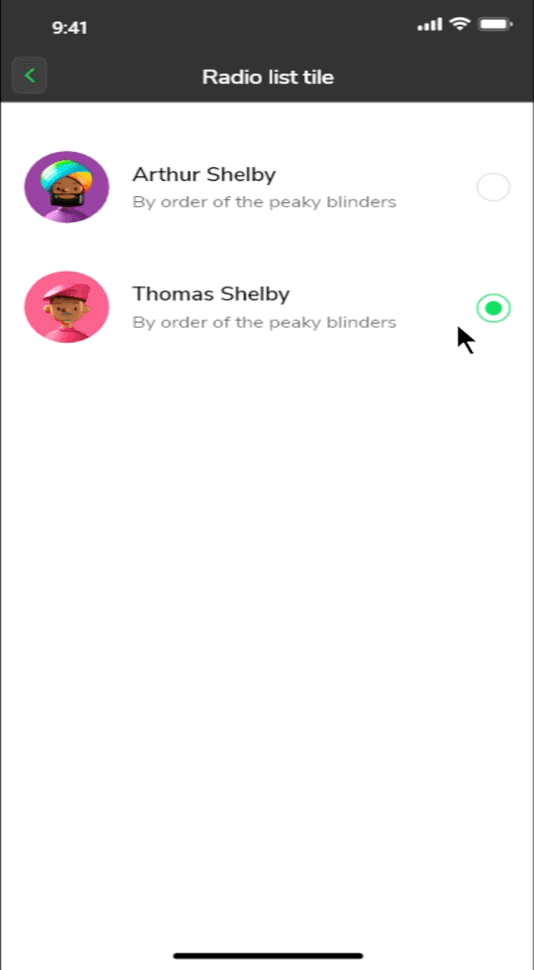 9:41
Radio list tile
Arthur Shelby
By order of the peaky blinders
Thomas Shelby
By order of the peaky blinders